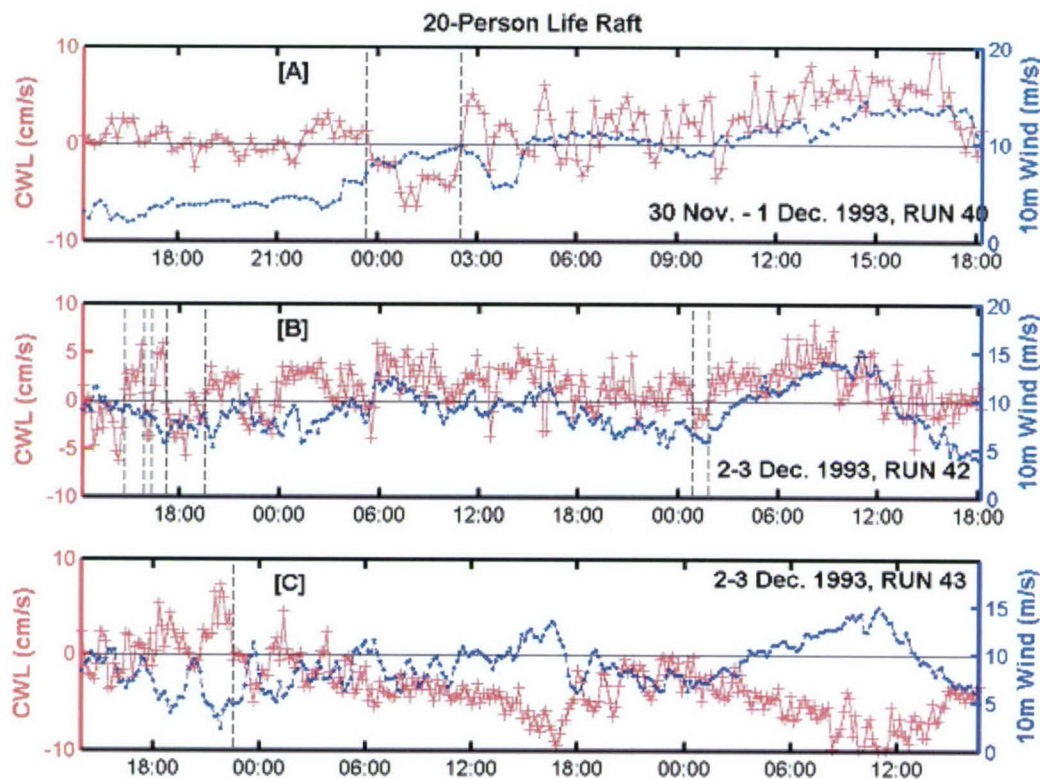 20-Person Life Raft
10
0
-10
CWL (cm/s)
[A]
30 Nov. - 1 Dec. 1993, RUN 40
20
10
0
10m Wind (m/s)
18:00 21:00 00:00 03:00 06:00 09:00 12:00 15:00 18:00
10
5
0
-5
-10
CWL (cm/s)
[B]
2-3 Dec. 1993, RUN 42
20
15
10
5
0
10m Wind (m/s)
18:00 00:00 06:00 12:00 18:00 00:00 06:00 12:00 18:00
10
0
-10
CWL (cm/s)
[C]
2-3 Dec. 1993, RUN 43
15
10
5
0
10m Wind (m/s)
18:00 00:00 06:00 12:00 18:00 00:00 06:00 12:00